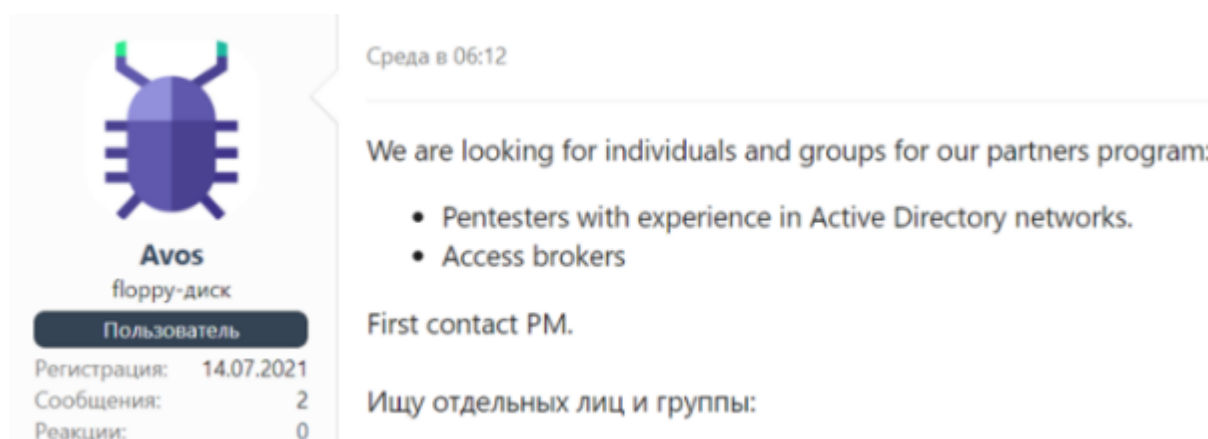 Среда в 06:12
We are looking for individuals and groups for our partners program:
• Pentesters with experience in Active Directory networks.
• Access brokers
First contact PM.
Ищу отдельных лиц и группы:
Avos
floppy-диск
Пользователь
Регистрация: 14.07.2021
Сообщения: 2
Реакции: 0